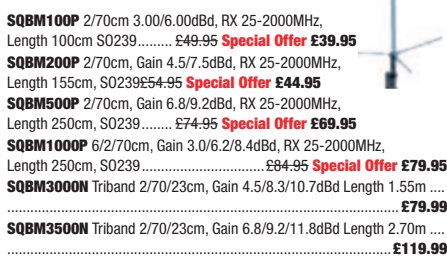 SQBM100P 2/70cm 3.00/6.00dBd, RX 25-2000MHz,
Length 100cm SO239......... £49.95 Special Offer £39.95
SQBM200P 2/70cm, Gain 4.5/7.5dBd, RX 25-2000MHz,
Length 155cm, SO239£54.95 Special Offer £44.95
SQBM500P 2/70cm, Gain 6.8/9.2dBd, RX 25-2000MHz,
Length 250cm, SO239........ £74.95 Special Offer £69.95
SQBM1000P 6/2/70cm, Gain 3.0/6.2/8.4dBd, RX 25-2000MHz,
Length 250cm, SO239 ..............................£84.95 Special Offer £79.95
SQBM3000N Triband 2/70/23cm, Gain 4.5/8.3/10.7dBd Length 1.55m ....
..........................................................................................£79.99
SQBM3500N Triband 2/70/23cm, Gain 6.8/9.2/11.8dBd Length 2.70m ....
........................................................................................£119.99